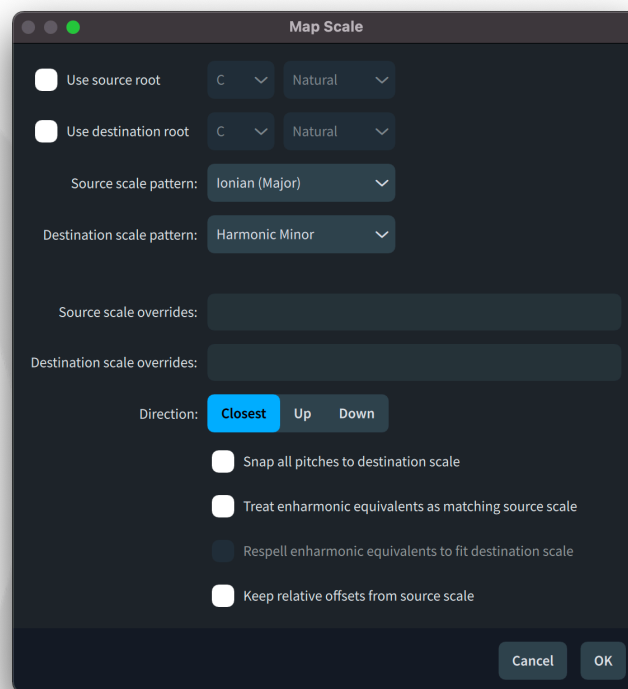 Map Scale
Use source root C Natural
Use destination root C Natural
Source scale pattern: Ionian (Major)
Destination scale pattern: Harmonic Minor
Source scale overrides:
Destination scale overrides:
Direction: Closest Up Down
Snap all pitches to destination scale
Treat enharmonic equivalents as matching source scale
Respell enharmonic equivalents to fit destination scale
Keep relative offsets from source scale
Cancel OK